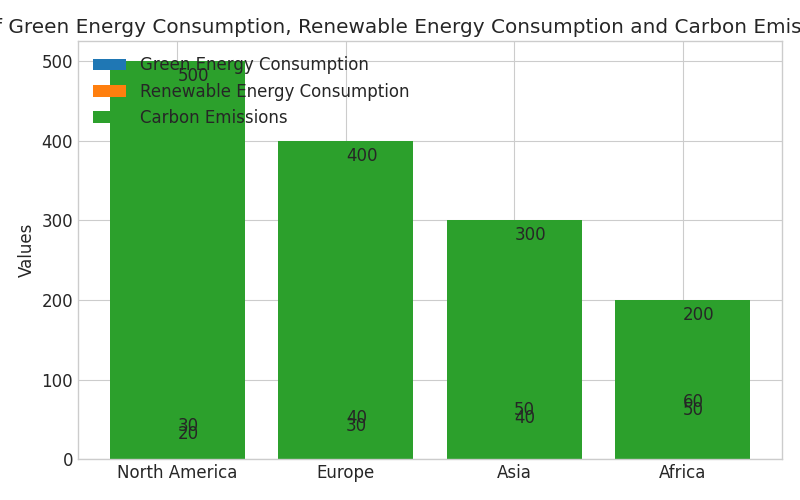 f Green Energy Consumption, Renewable Energy Consumption and Carbon Emis
Green Energy Consumption
Renewable Energy Consumption
Carbon Emissions
Values
500
400
300
200
100
0
500
400
300
200
30
20
40
30
50
40
60
50
North America
Europe
Asia
Africa